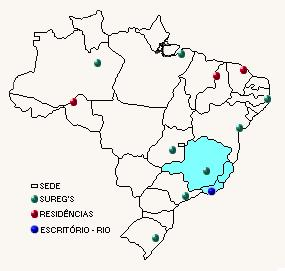 SEDE
SUREG'S
RESIDÊNCIAS
ESCRITÓRIO - RIO